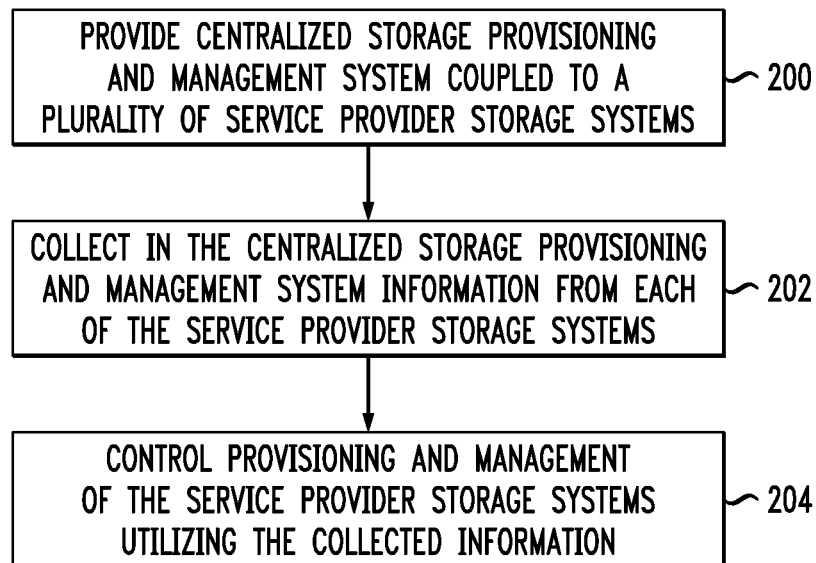 PROVIDE CENTRALIZED STORAGE PROVISIONING
AND MANAGEMENT SYSTEM COUPLED TO A
PLURALITY OF SERVICE PROVIDER STORAGE SYSTEMS
200
COLLECT IN THE CENTRALIZED STORAGE PROVISIONING
AND MANAGEMENT SYSTEM INFORMATION FROM EACH
OF THE SERVICE PROVIDER STORAGE SYSTEMS
202
CONTROL PROVISIONING AND MANAGEMENT
OF THE SERVICE PROVIDER STORAGE SYSTEMS
UTILIZING THE COLLECTED INFORMATION
204